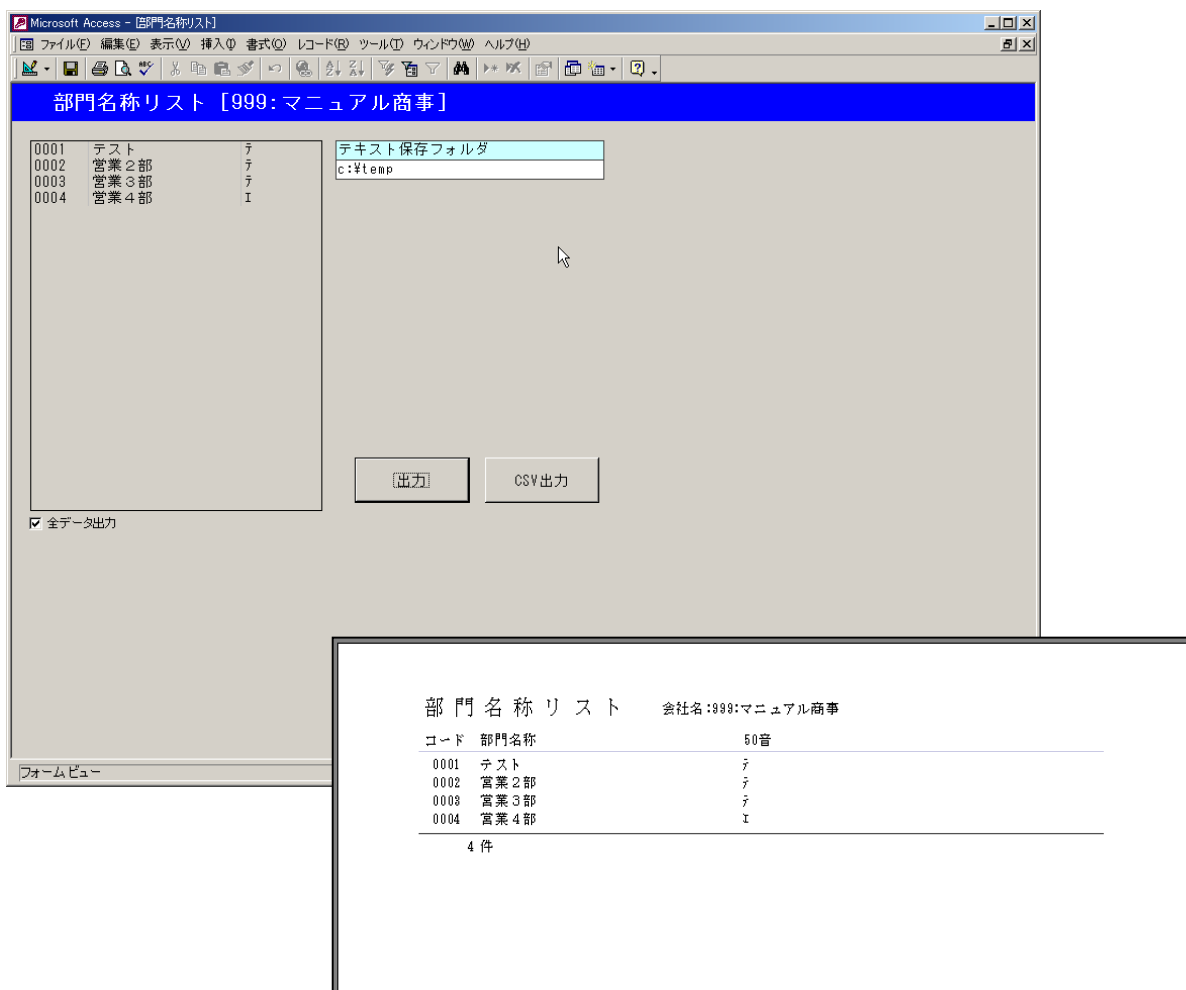 Microsoft Access - [部門名称リスト]
ファイル(F) 編集(E) 表示(V) 挿入(I) 書式(O) レコード(R) ツール(T) ウィンドウ(W) ヘルプ(H)
部門名称リスト [999:マニュアル商事]
0001 テスト ﾃ
0002 営業２部 ﾃ
0003 営業３部 ﾃ
0004 営業４部 ｴ
テキスト保存フォルダ
c:¥temp
出力 CSV出力
全データ出力
フォーム ビュー
部門名称リスト 会社名:999:マニュアル商事
コード 部門名称 50音
0001 テスト ﾃ
0002 営業２部 ﾃ
0003 営業３部 ﾃ
0004 営業４部 ｴ
4 件